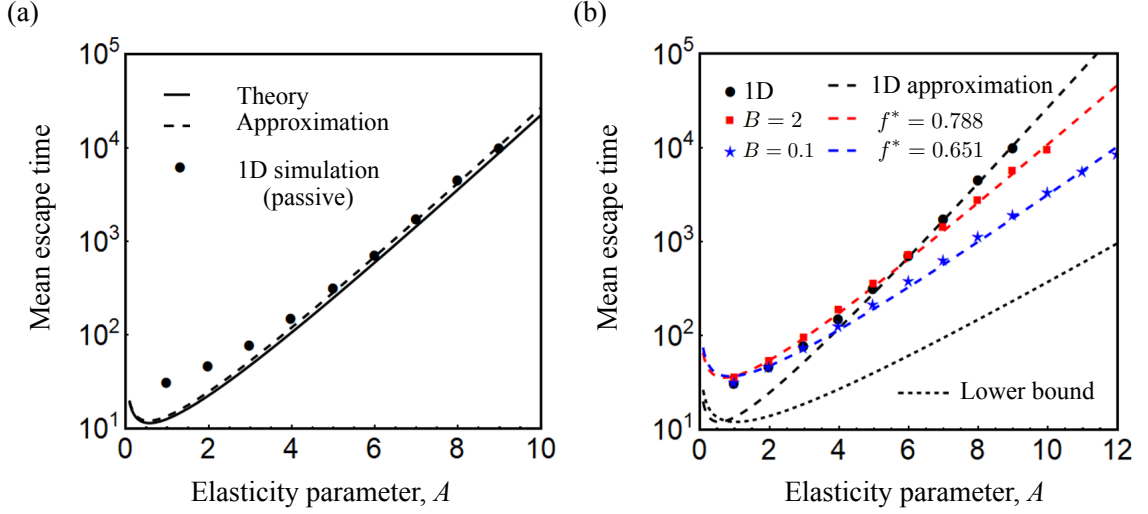 (a)
Mean escape time
10^5
10^4
10^3
10^2
10^1
Theory
Approximation
1D simulation
(passive)
0 2 4 6 8 10
Elasticity parameter, A
(b)
Mean escape time
10^5
10^4
10^3
10^2
10^1
1D 1D approximation
B = 2 f* = 0.788
B = 0.1 f* = 0.651
Lower bound
0 2 4 6 8 10 12
Elasticity parameter, A